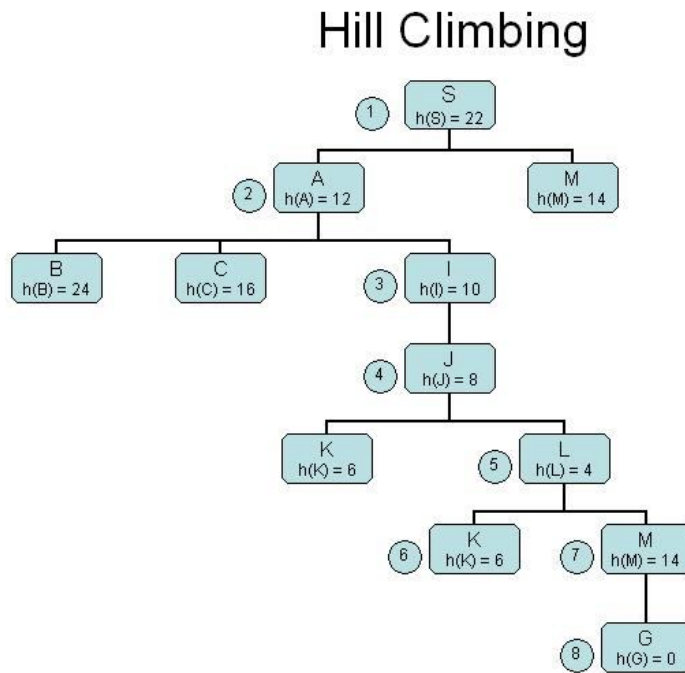 Hill Climbing
1
S
h(S) = 22
2
A
h(A) = 12
M
h(M) = 14
B
h(B) = 24
C
h(C) = 16
3
I
h(I) = 10
4
J
h(J) = 8
K
h(K) = 6
5
L
h(L) = 4
6
K
h(K) = 6
7
M
h(M) = 14
8
G
h(G) = 0